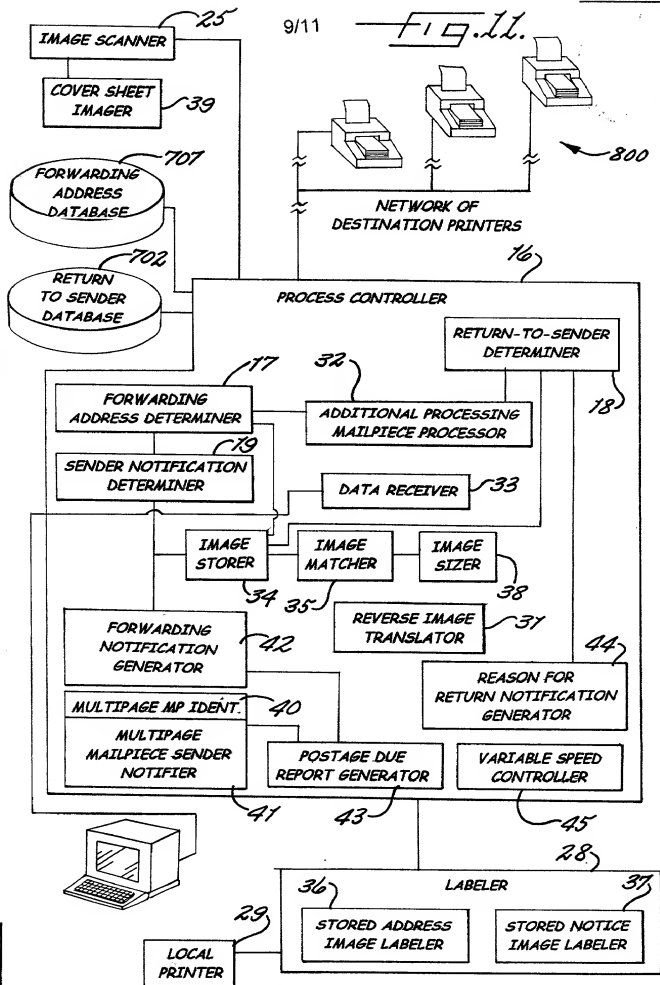 25
9/11
Fig. 11.
IMAGE SCANNER
COVER SHEET
IMAGER
39
707
FORWARDING
ADDRESS
DATABASE
800
NETWORK OF
DESTINATION PRINTERS
702
RETURN
TO SENDER
DATABASE
16
PROCESS CONTROLLER
RETURN-TO-SENDER
DETERMINER
18
17
FORWARDING
ADDRESS DETERMINER
32
ADDITIONAL PROCESSING
MAILPIECE PROCESSOR
19
SENDER NOTIFICATION
DETERMINER
DATA RECEIVER
33
IMAGE
STORER
34
IMAGE
MATCHER
35
IMAGE
SIZER
38
REVERSE IMAGE
TRANSLATOR
31
FORWARDING
NOTIFICATION
GENERATOR
42
44
REASON FOR
RETURN NOTIFICATION
GENERATOR
MULTIPAGE MP IDENT.
40
MULTIPAGE
MAILPIECE SENDER
NOTIFIER
41
POSTAGE DUE
REPORT GENERATOR
43
VARIABLE SPEED
CONTROLLER
45
28
LABELER
36
STORED ADDRESS
IMAGE LABELER
37
STORED NOTICE
IMAGE LABELER
29
LOCAL
PRINTER